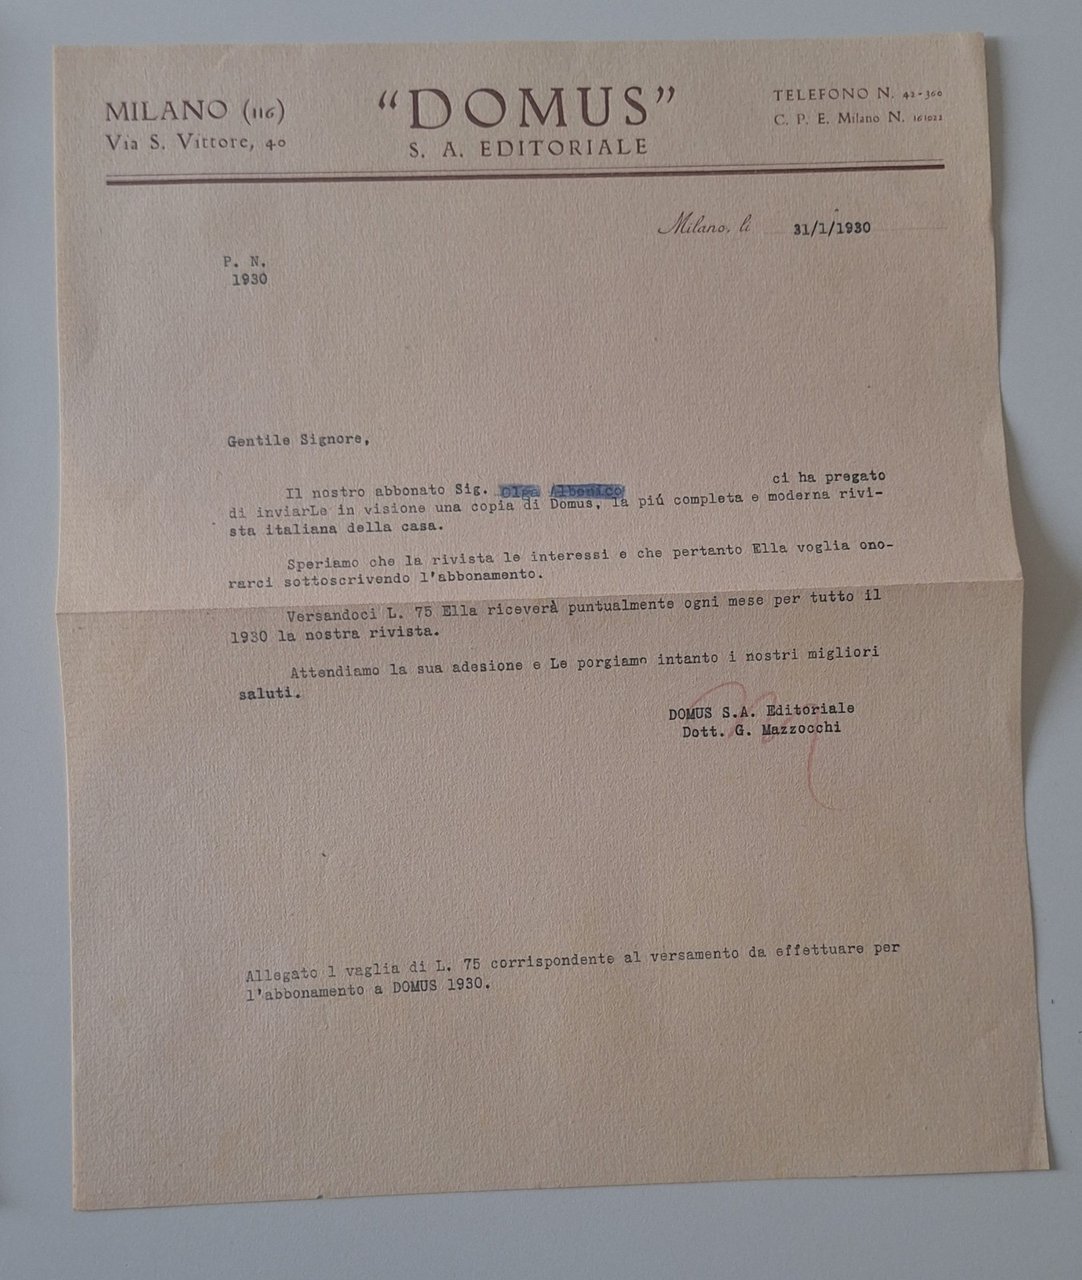 MILANO (116)
Via S. Vittore, 40
“DOMUS”
S. A. EDITORIALE
TELEFONO N. 42-360
C. P. E. Milano N. 161022
Milano, li 31/1/1930
P. N.
1930
Gentile Signore,
Il nostro abbonato Sig. Olga Albenico ci ha pregato
di inviarLe in visione una copia di Domus, la piú completa e moderna rivi-
sta italiana della casa.
Speriamo che la rivista le interessi e che pertanto Ella voglia ono-
rarci sottoscrivendo l'abbonamento.
Versandoci L. 75 Ella riceverà puntualmente ogni mese per tutto il
1930 la nostra rivista.
Attendiamo la sua adesione e Le porgiamo intanto i nostri migliori
saluti.
DOMUS S.A. Editoriale
Dott. G. Mazzocchi
Allegato 1 vaglia di L. 75 corrispondente al versamento da effettuare per
l'abbonamento a DOMUS 1930.